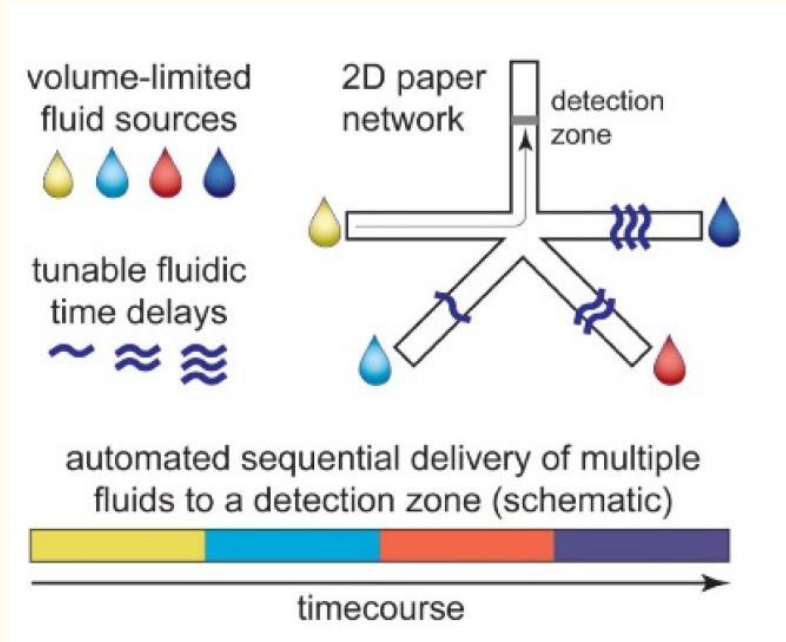 volume-limited
fluid sources
2D paper
network
detection
zone
tunable fluidic
time delays
automated sequential delivery of multiple
fluids to a detection zone (schematic)
timecourse